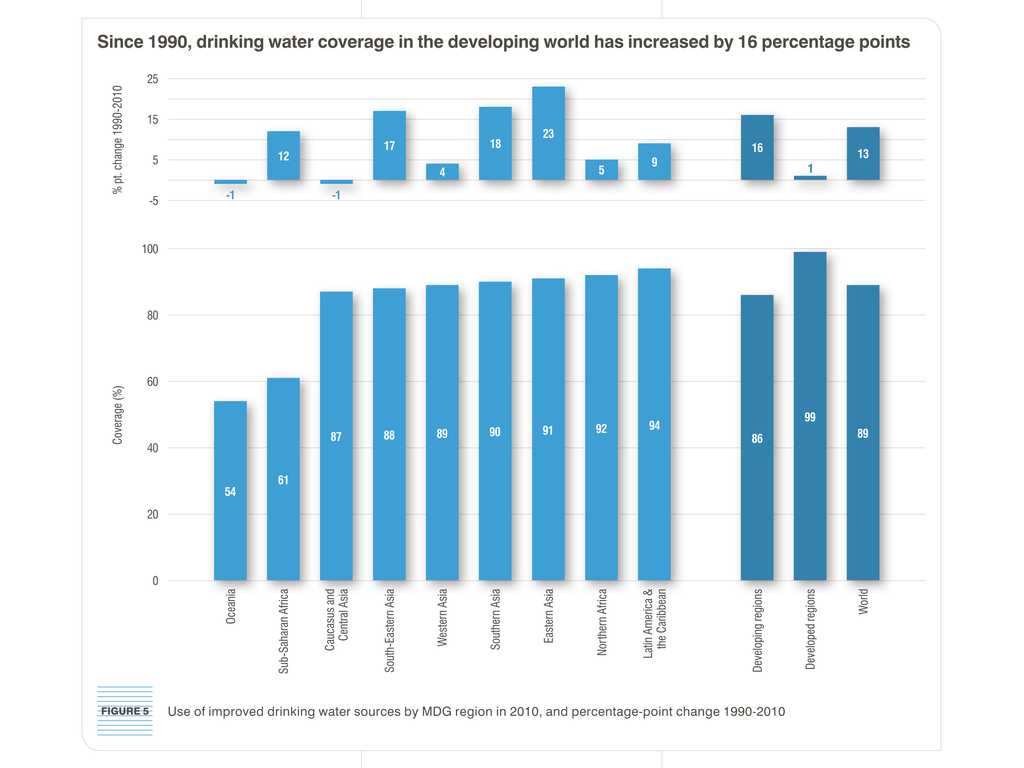 Since 1990, drinking water coverage in the developing world has increased by 16 percentage points
% pt. change 1990-2010
25
15
5
-5
-1
12
-1
17
4
18
23
5
9
16
1
13
Coverage (%)
100
80
60
40
20
0
54
61
87
88
89
90
91
92
94
86
99
89
Oceania
Sub-Saharan Africa
Caucasus and
Central Asia
South-Eastern Asia
Western Asia
Southern Asia
Eastern Asia
Northern Africa
Latin America &
the Caribbean
Developing regions
Developed regions
World
FIGURE 5
Use of improved drinking water sources by MDG region in 2010, and percentage-point change 1990-2010